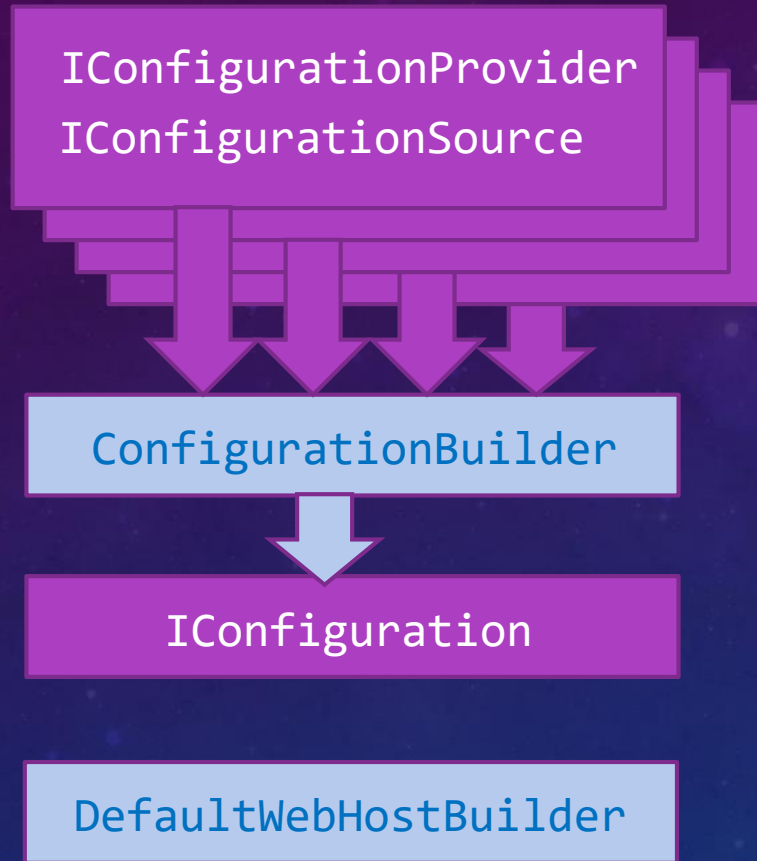 IConfigurationProvider
IConfigurationSource
ConfigurationBuilder
IConfiguration
DefaultWebHostBuilder